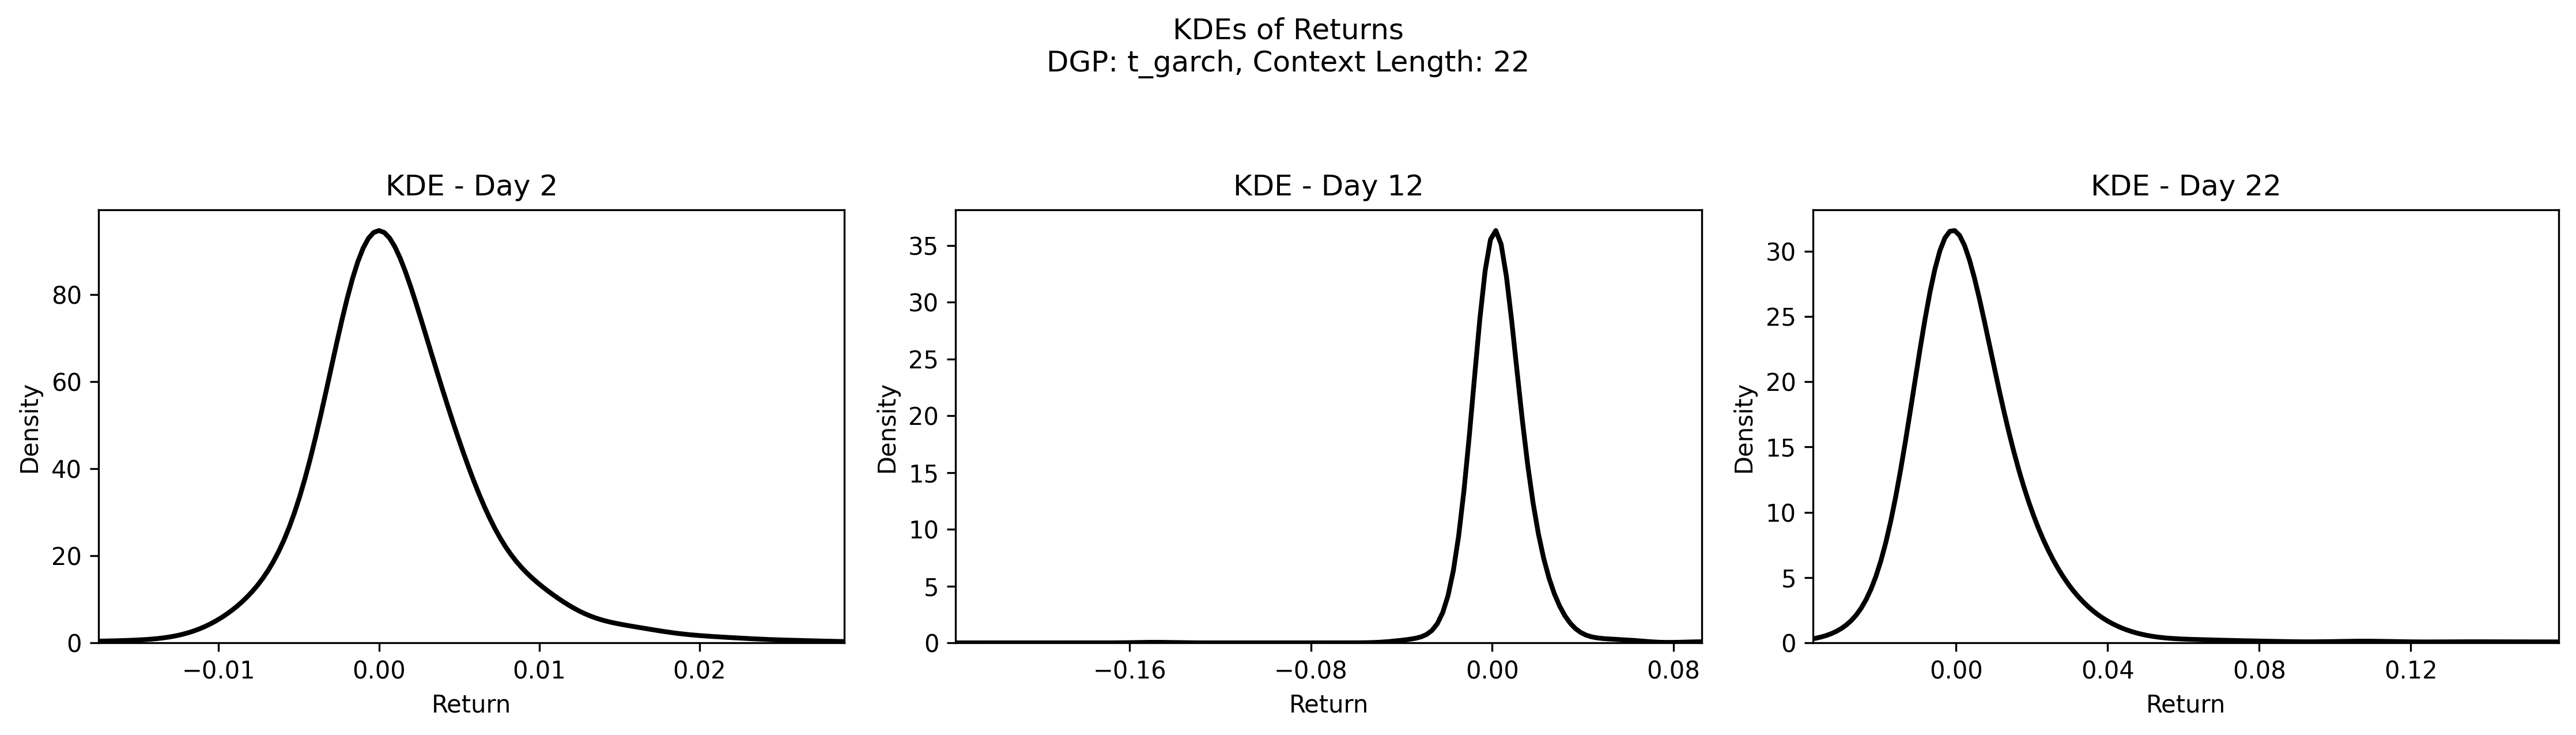 KDEs of Returns
DGP: t_garch, Context Length: 22
KDE - Day 2
Density
80
60
40
20
0
−0.01
0.00
0.01
0.02
Return
KDE - Day 12
Density
35
30
25
20
15
10
5
0
−0.16
−0.08
0.00
0.08
Return
KDE - Day 22
Density
30
25
20
15
10
5
0
0.00
0.04
0.08
0.12
Return